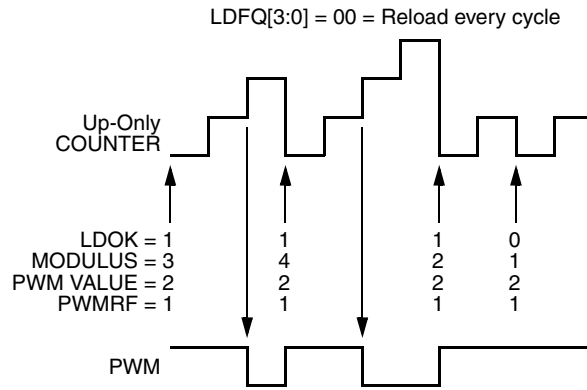 LDFQ[3:0] = 00 = Reload every cycle
Up-Only
COUNTER
LDOK = 1 1 1 0
MODULUS = 3 4 2 1
PWM VALUE = 2 2 2 2
PWMRF = 1 1 1 1
PWM